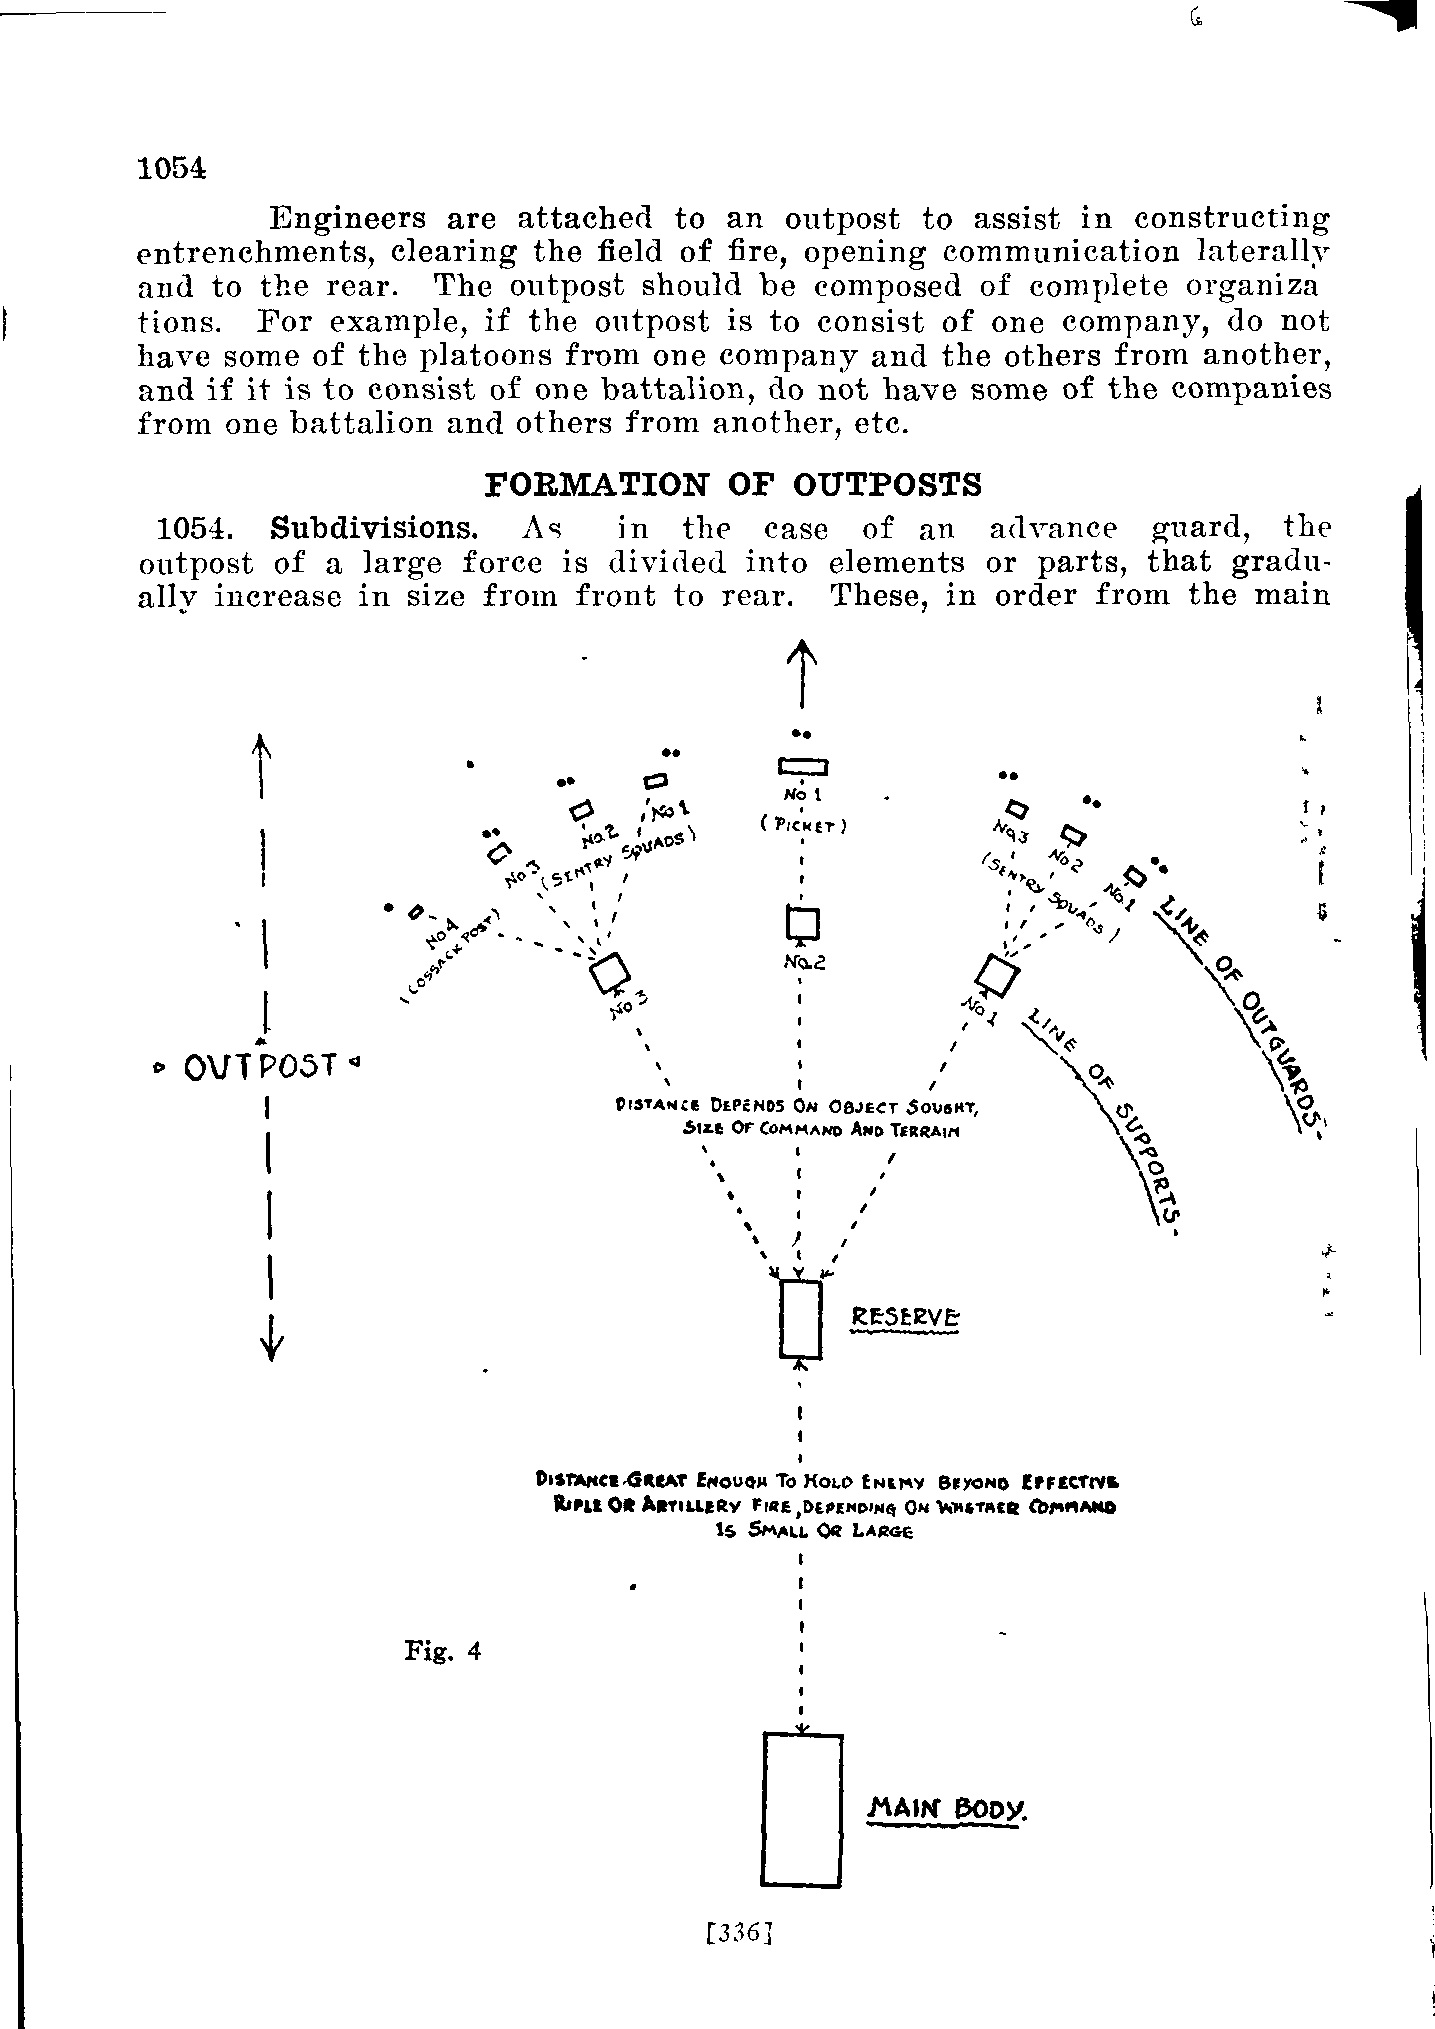 1054
Engineers are attached to an outpost to assist in constructing
entrenchments, clearing the field of fire, opening communication laterally
and to the rear. The outpost should be composed of complete organiza
tions. For example, if the outpost is to consist of one company, do not
have some of the platoons from one company and the others from another,
and if it is to consist of one battalion, do not have some of the companies
from one battalion and others from another, etc.
FORMATION OF OUTPOSTS
1054. Subdivisions. As in the case of an advance guard, the
outpost of a large force is divided into elements or parts, that gradu-
ally increase in size from front to rear. These, in order from the main
No 1
(PICKET)
No 1
No.2
No 3
(SENTRY SQUADS)
No 4
(COSSACK POST)
No.3
No 2
No.1
(SENTRY SQUADS)
LINE OF OUTGUARDS-
No 3
No.2
No 1
LINE OF SUPPORTS-
OUTPOST
DISTANCE DEPENDS ON OBJECT SOUGHT,
SIZE OF COMMAND AND TERRAIN
RESERVE
DISTANCE-GREAT ENOUGH TO HOLD ENEMY BEYOND EFFECTIVE
RIFLE OR ARTILLERY FIRE, DEPENDING ON WHETHER COMMAND
IS SMALL OR LARGE
Fig. 4
MAIN BODY.
[336]